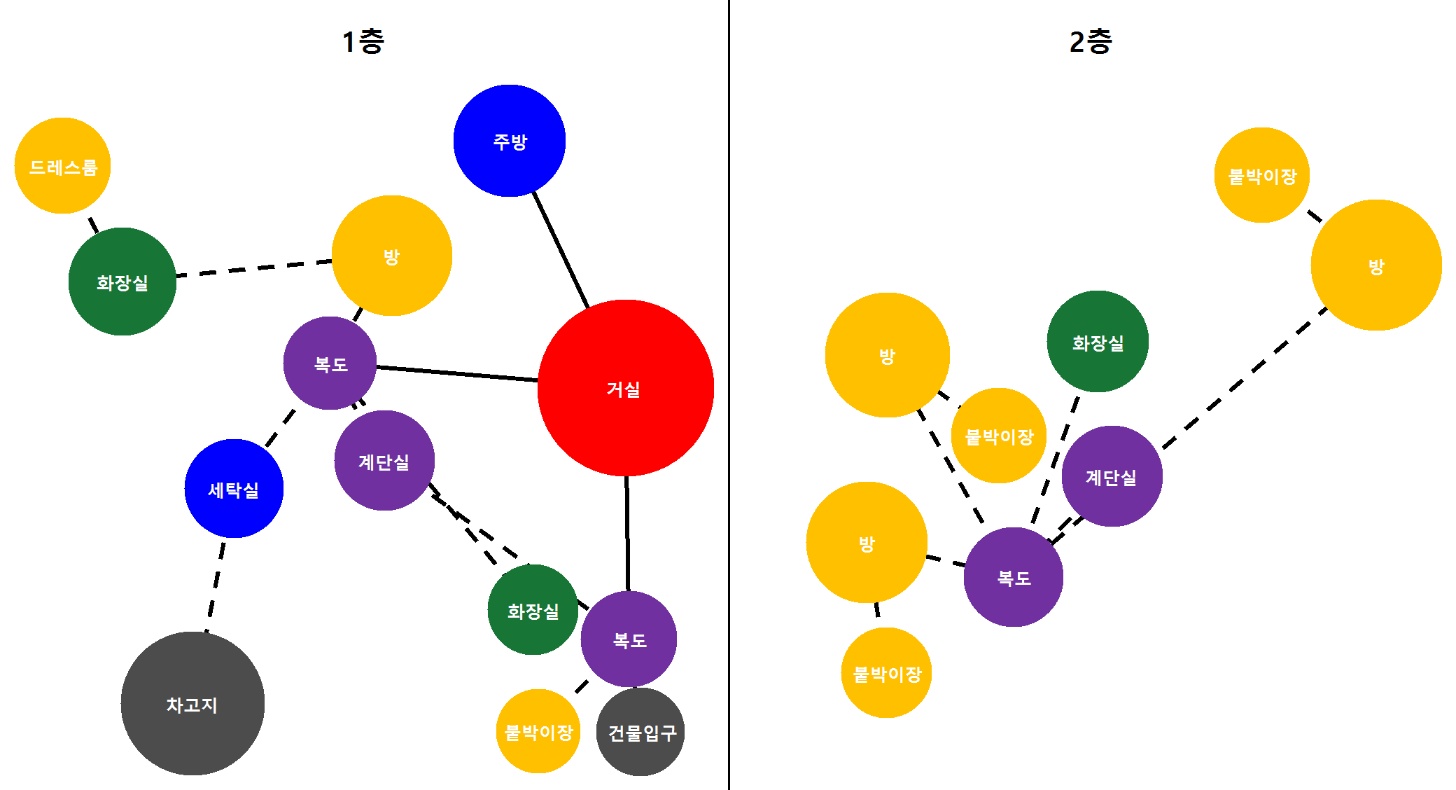 1층
주방
드레스룸
방
화장실
복도
거실
계단실
세탁실
화장실
복도
차고지
붙박이장
건물입구
2층
붙박이장
방
화장실
방
붙박이장
계단실
방
복도
붙박이장